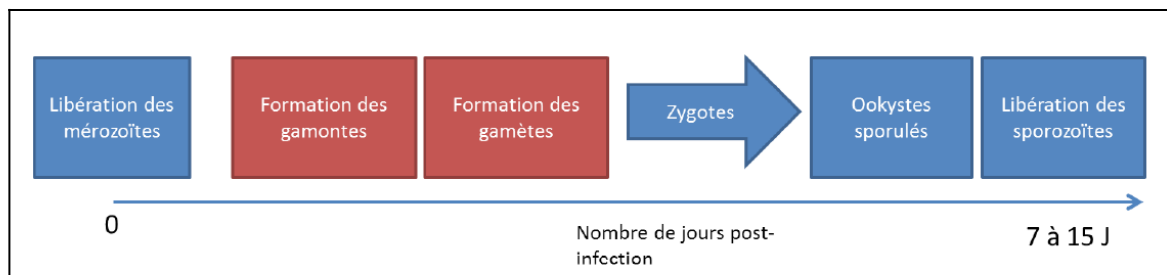 Libération des
mérozoïtes
Formation des
gamontes
Formation des
gamètes
Zygotes
Ookystes
sporulés
Libération des
sporozoïtes
0
Nombre de jours post-
infection
7 à 15 J